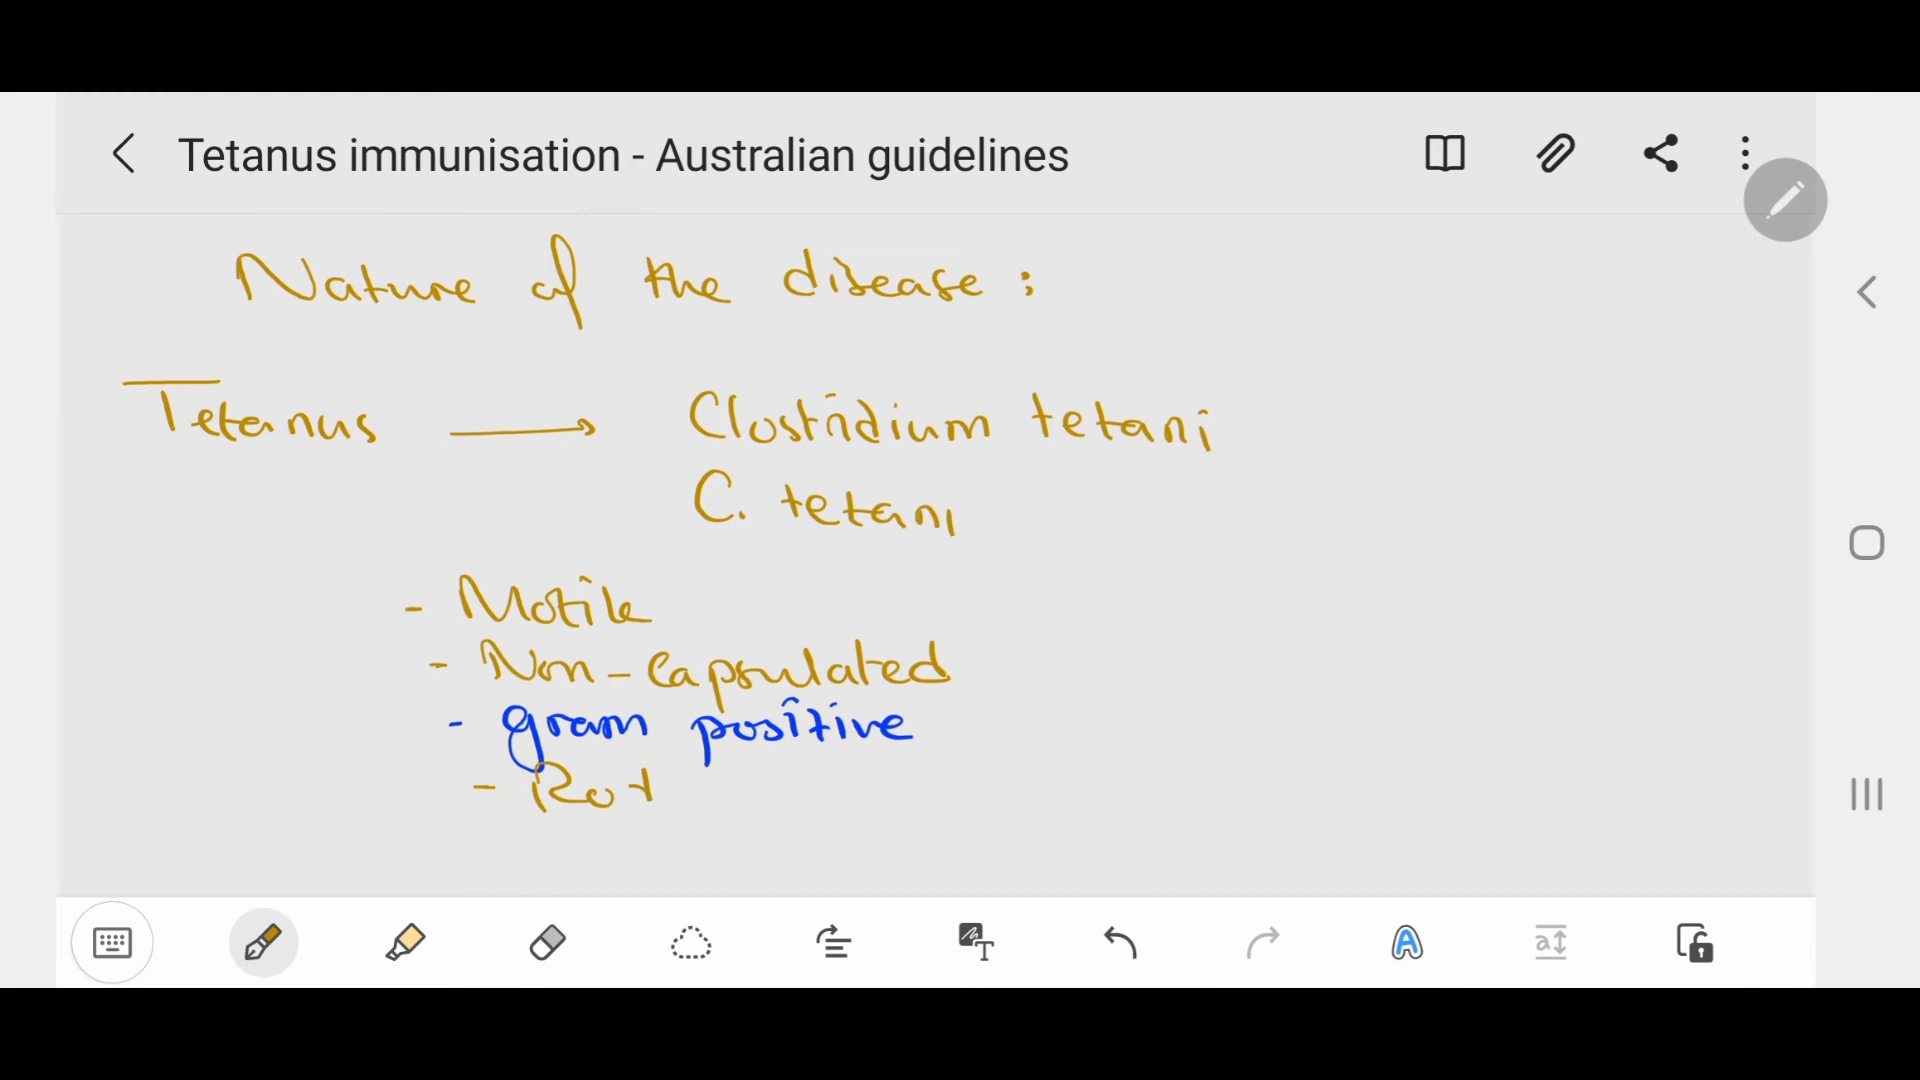 Tetanus immunisation - Australian guidelines
Nature of the disease :
Tetanus → Clostridium tetani
C. tetani
- Motile
- Non-capsulated
- gram positive
- Rod